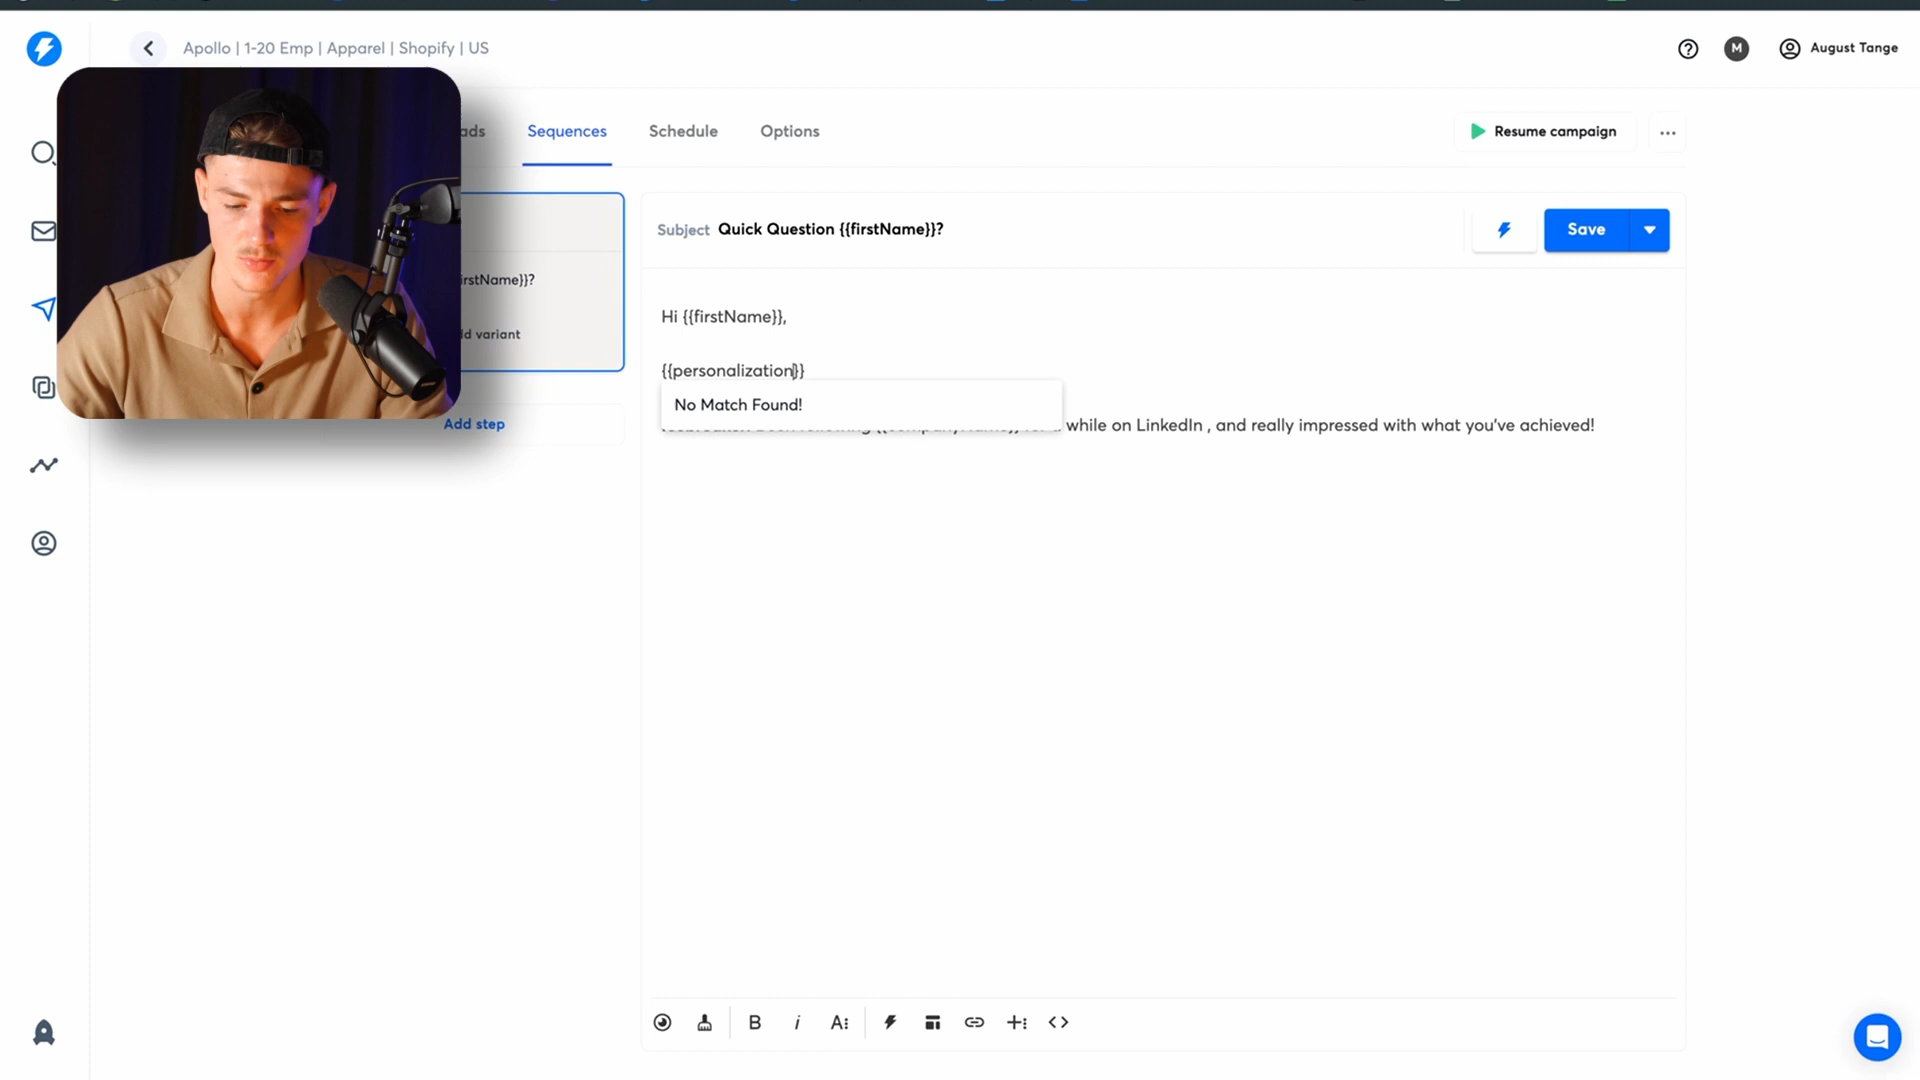 Apollo | 1-20 Emp | Apparel | Shopify | US
M
August Tange
ads
Sequences
Schedule
Options
Resume campaign
Subject Quick Question {{firstName}}?
Save
irstName}}?
Hi {{firstName}},
d variant
{{personalization}}
No Match Found!
while on LinkedIn , and really impressed with what you've achieved!
Add step
B
i
A